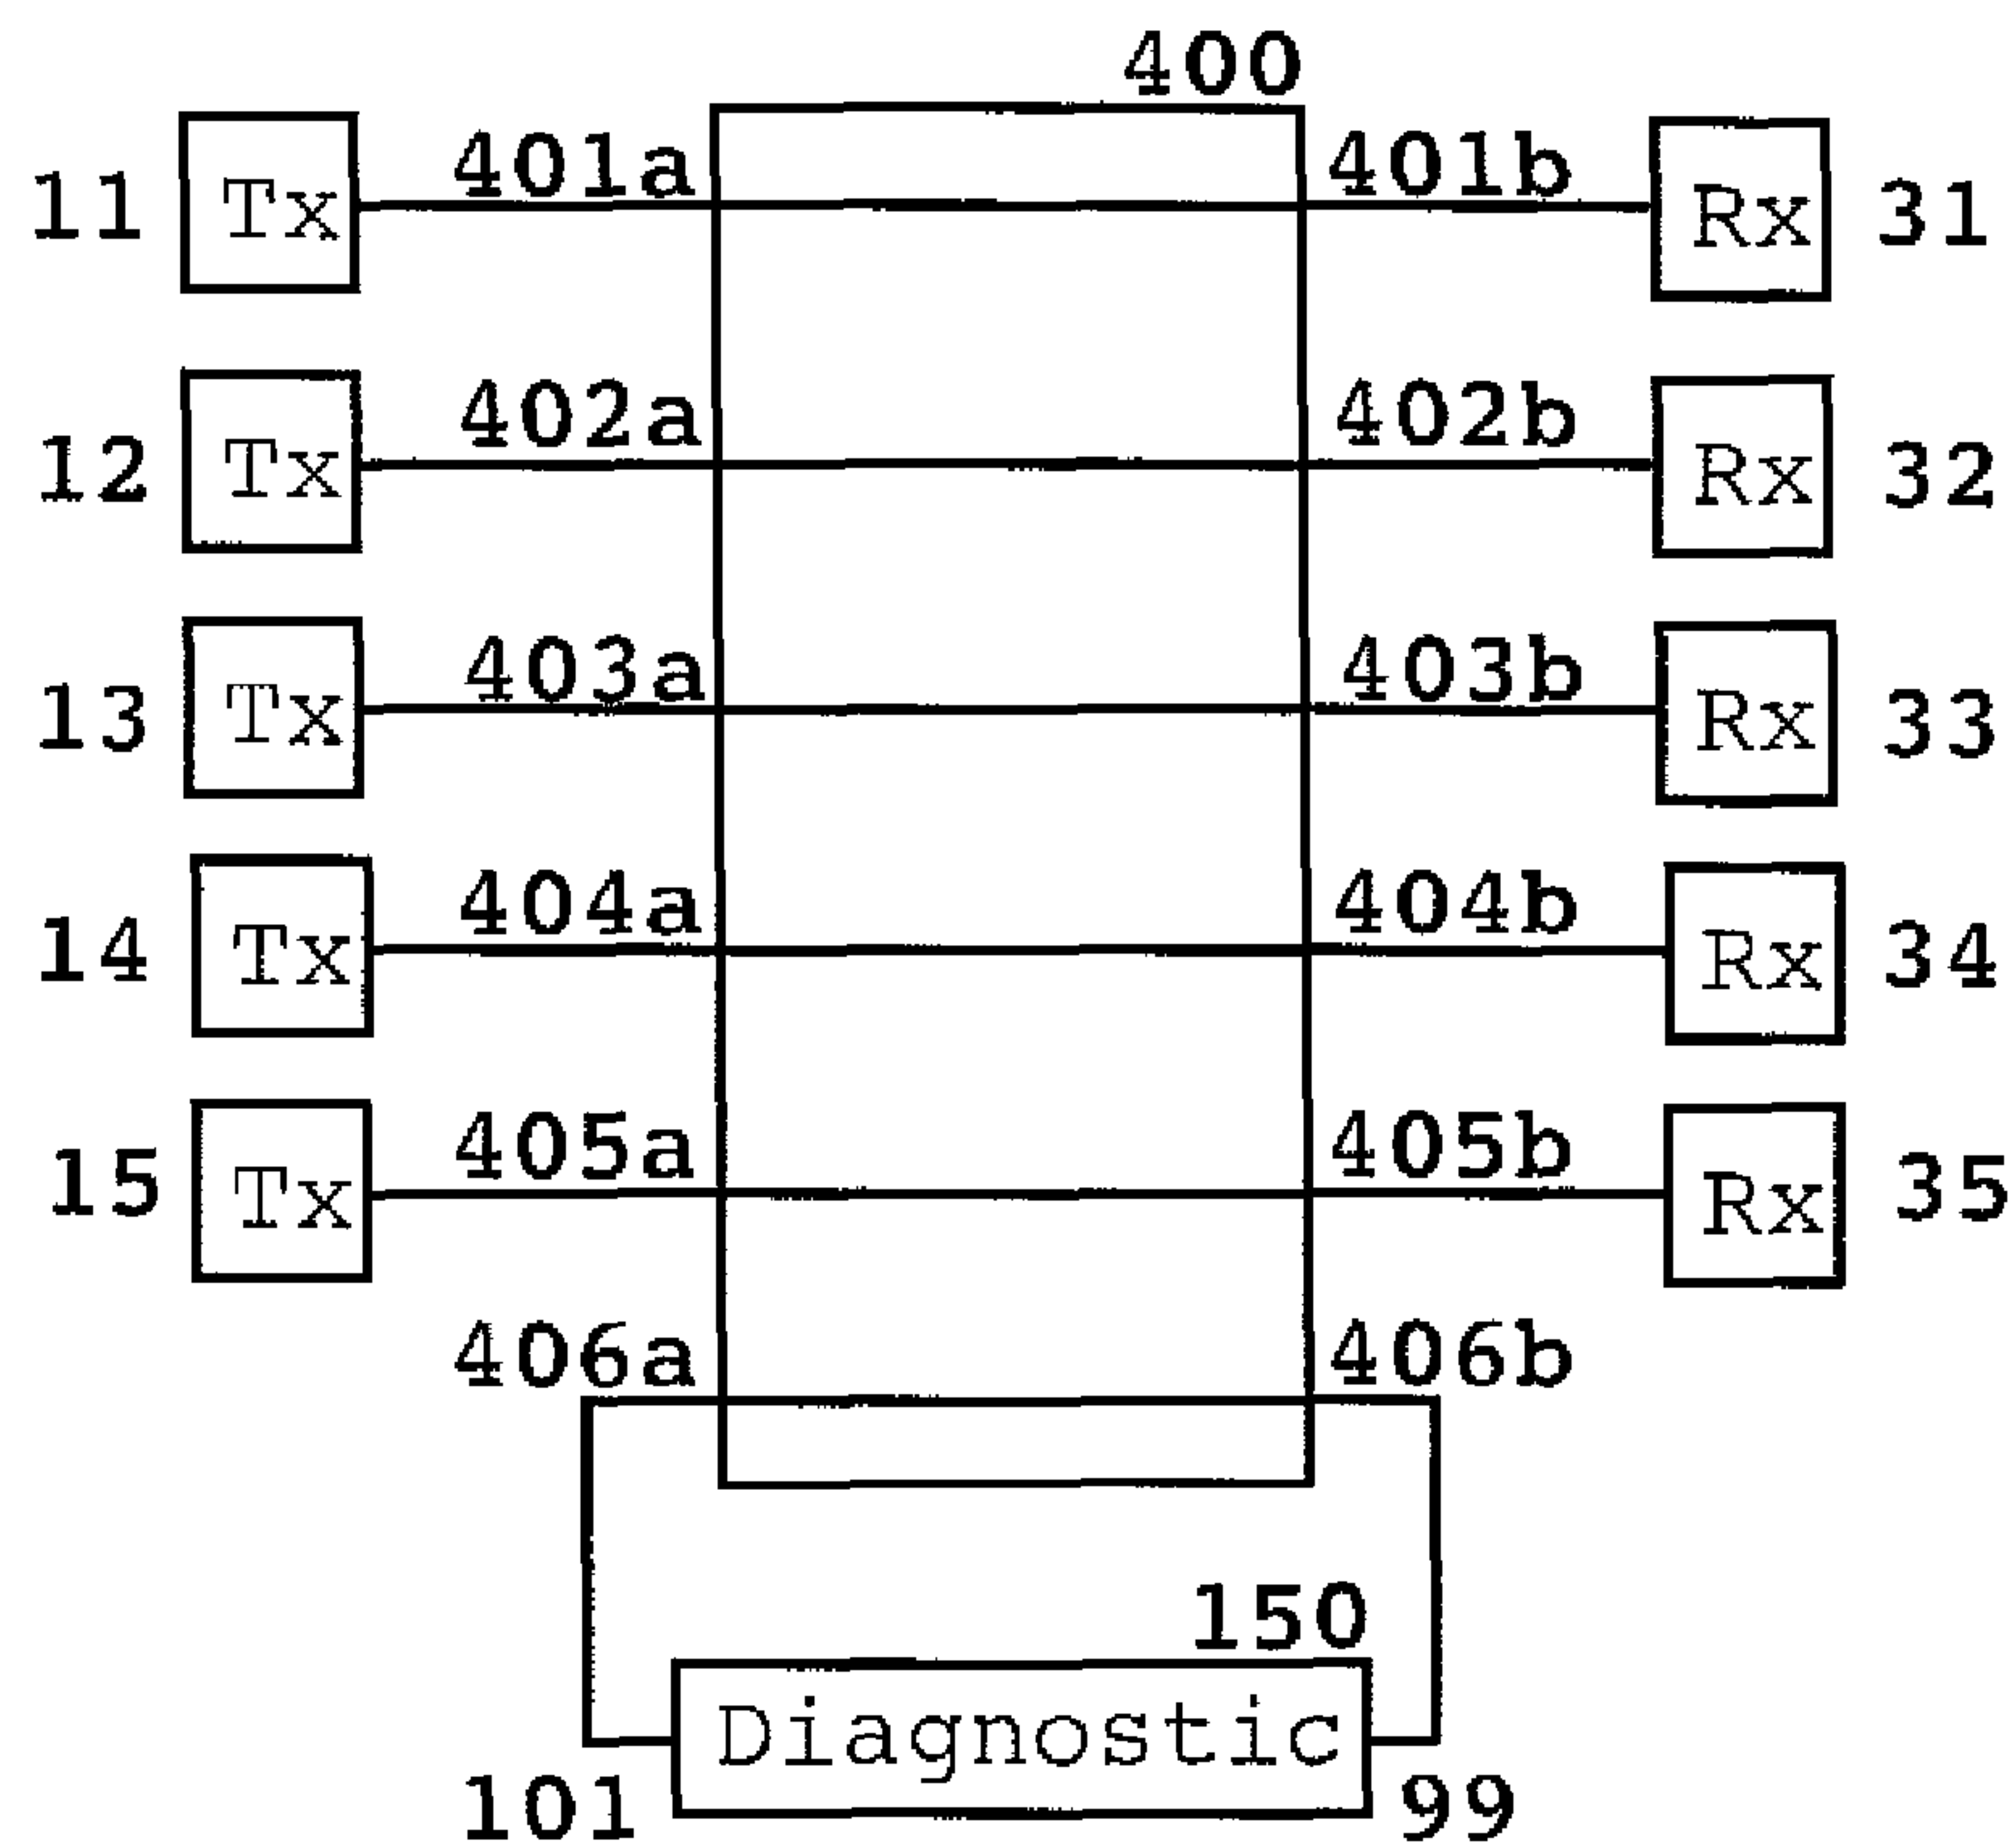 400
11 Tx 401a 401b Rx 31
12 Tx 402a 402b Rx 32
13 Tx 403a 403b Rx 33
14 Tx 404a 404b Rx 34
15 Tx 405a 405b Rx 35
406a 406b
150
Diagnostic
101 99